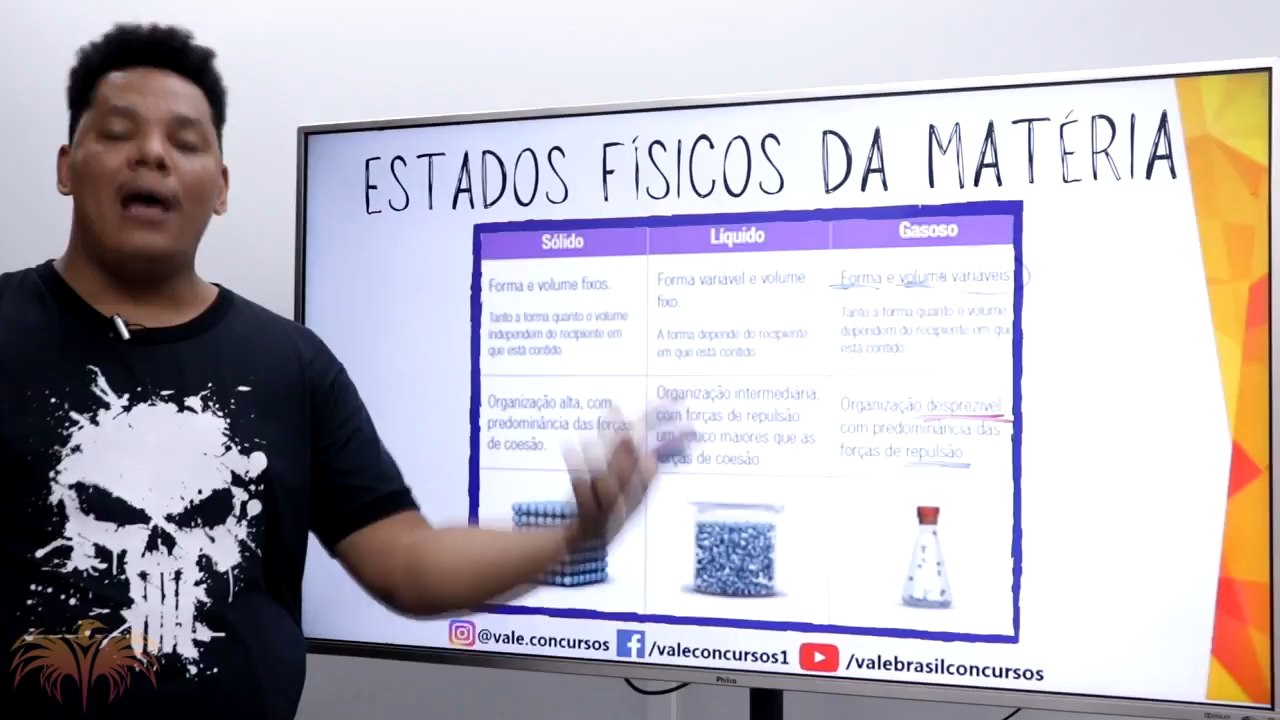 ESTADOS FÍSICOS DA MATÉRIA
Sólido
Forma e volume fixos.
Tanto a forma quanto o volume
independem do recipiente em
que está contido
Organização alta, com
predominância das forças
de coesão.
Líquido
Forma variável e volume
fixo.
A forma depende do recipiente
em que está contido
Organização intermediária,
com forças de repulsão
um pouco maiores que as
forças de coesão
Gasoso
Forma e volume variáveis
Tanto a forma quanto o volume
dependem do recipiente em que
está contido
Organização desprezível
com predominância das
forças de repulsão
@vale.concursos
/valeconcursos1
/valebrasilconcursos
Philco